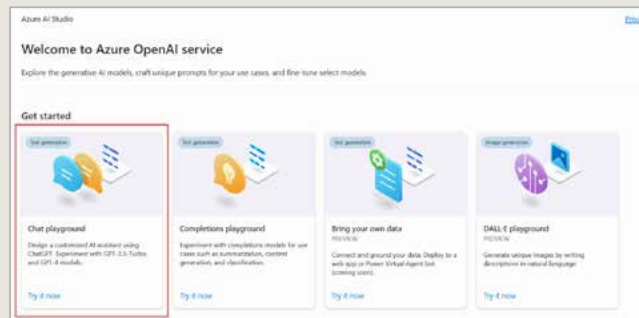 Azure AI Studio
Welcome to Azure OpenAI service
Explore the generative AI models, craft unique prompts for your use cases, and fine-tune select models.
Get started
Text generation
Chat playground
Design a customized AI assistant using
ChatGPT. Experiment with GPT-3.5-Turbo
and GPT-4 models.
Try it now
Text generation
Completions playground
Experiment with completions models for use
cases such as summarization, content
generation, and classification.
Try it now
Text generation
Bring your own data
PREVIEW
Connect and ground your data. Deploy to a
web app or Power Virtual Agent bot
(coming soon).
Try it now
Image generation
DALL·E playground
PREVIEW
Generate unique images by writing
descriptions in natural language.
Try it now